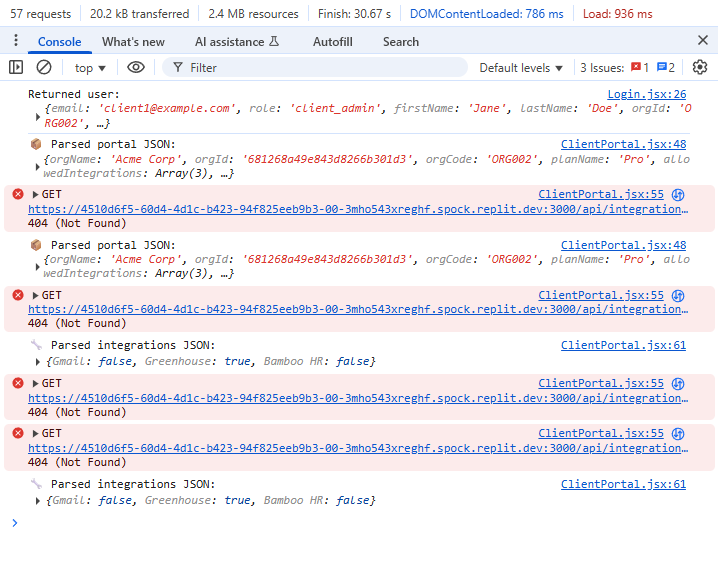 57 requests 20.2 kB transferred 2.4 MB resources Finish: 30.67 s DOMContentLoaded: 786 ms Load: 936 ms
Console What's new AI assistance Autofill Search
top Filter Default levels 3 Issues: 1 2
Returned user: Login.jsx:26
{email: 'client1@example.com', role: 'client_admin', firstName: 'Jane', lastName: 'Doe', orgId: 'O
RG002', …}
📦 Parsed portal JSON: ClientPortal.jsx:48
{orgName: 'Acme Corp', orgId: '681268a49e843d8266b301d3', orgCode: 'ORG002', planName: 'Pro', allo
wedIntegrations: Array(3), …}
GET ClientPortal.jsx:55
https://4510d6f5-60d4-4d1c-b423-94f825eeb9b3-00-3mho543xreghf.spock.replit.dev:3000/api/integration…
404 (Not Found)
📦 Parsed portal JSON: ClientPortal.jsx:48
{orgName: 'Acme Corp', orgId: '681268a49e843d8266b301d3', orgCode: 'ORG002', planName: 'Pro', allo
wedIntegrations: Array(3), …}
GET ClientPortal.jsx:55
https://4510d6f5-60d4-4d1c-b423-94f825eeb9b3-00-3mho543xreghf.spock.replit.dev:3000/api/integration…
404 (Not Found)
🔧 Parsed integrations JSON: ClientPortal.jsx:61
{Gmail: false, Greenhouse: true, Bamboo HR: false}
GET ClientPortal.jsx:55
https://4510d6f5-60d4-4d1c-b423-94f825eeb9b3-00-3mho543xreghf.spock.replit.dev:3000/api/integration…
404 (Not Found)
GET ClientPortal.jsx:55
https://4510d6f5-60d4-4d1c-b423-94f825eeb9b3-00-3mho543xreghf.spock.replit.dev:3000/api/integration…
404 (Not Found)
🔧 Parsed integrations JSON: ClientPortal.jsx:61
{Gmail: false, Greenhouse: true, Bamboo HR: false}